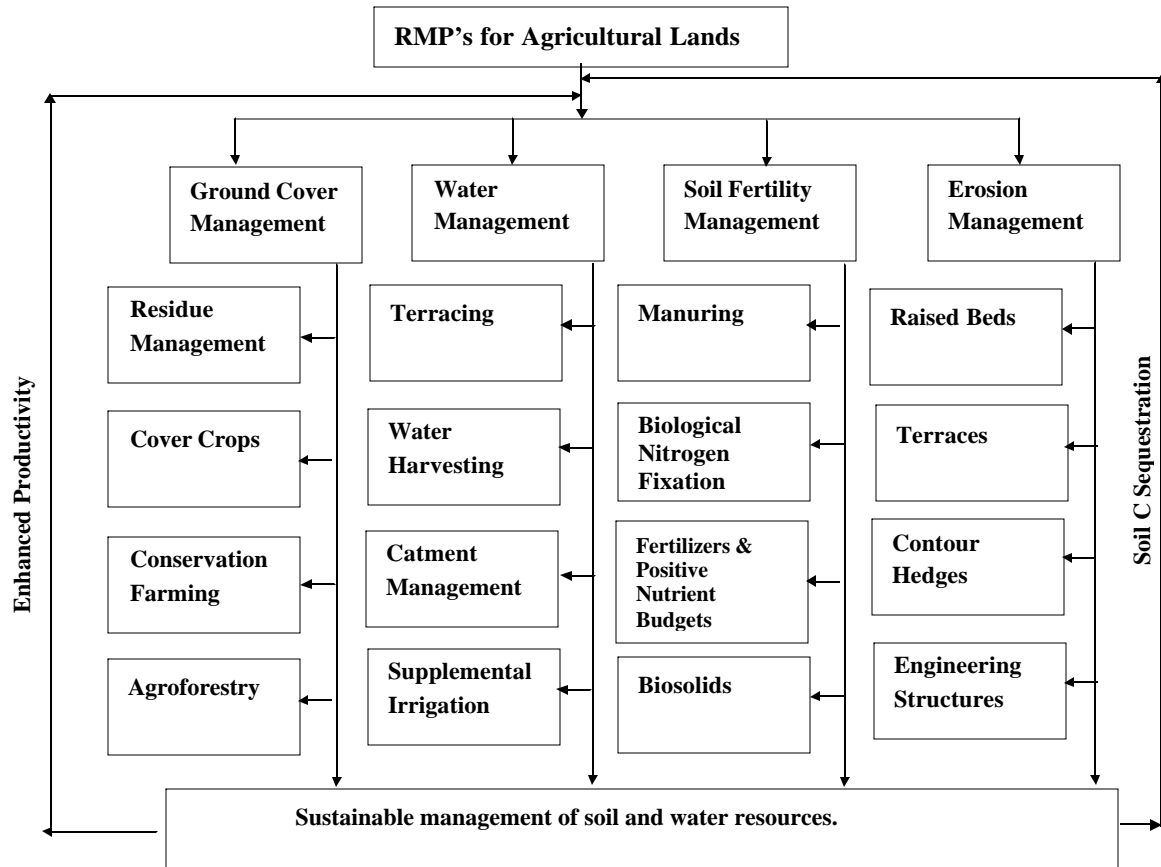 RMP's for Agricultural Lands
Ground Cover
Management
Water
Management
Soil Fertility
Management
Erosion
Management
Residue
Management
Terracing
Manuring
Raised Beds
Cover Crops
Water
Harvesting
Biological
Nitrogen
Fixation
Terraces
Conservation
Farming
Catment
Management
Fertilizers &
Positive
Nutrient
Budgets
Contour
Hedges
Agroforestry
Supplemental
Irrigation
Biosolids
Engineering
Structures
Enhanced Productivity
Soil C Sequestration
Sustainable management of soil and water resources.